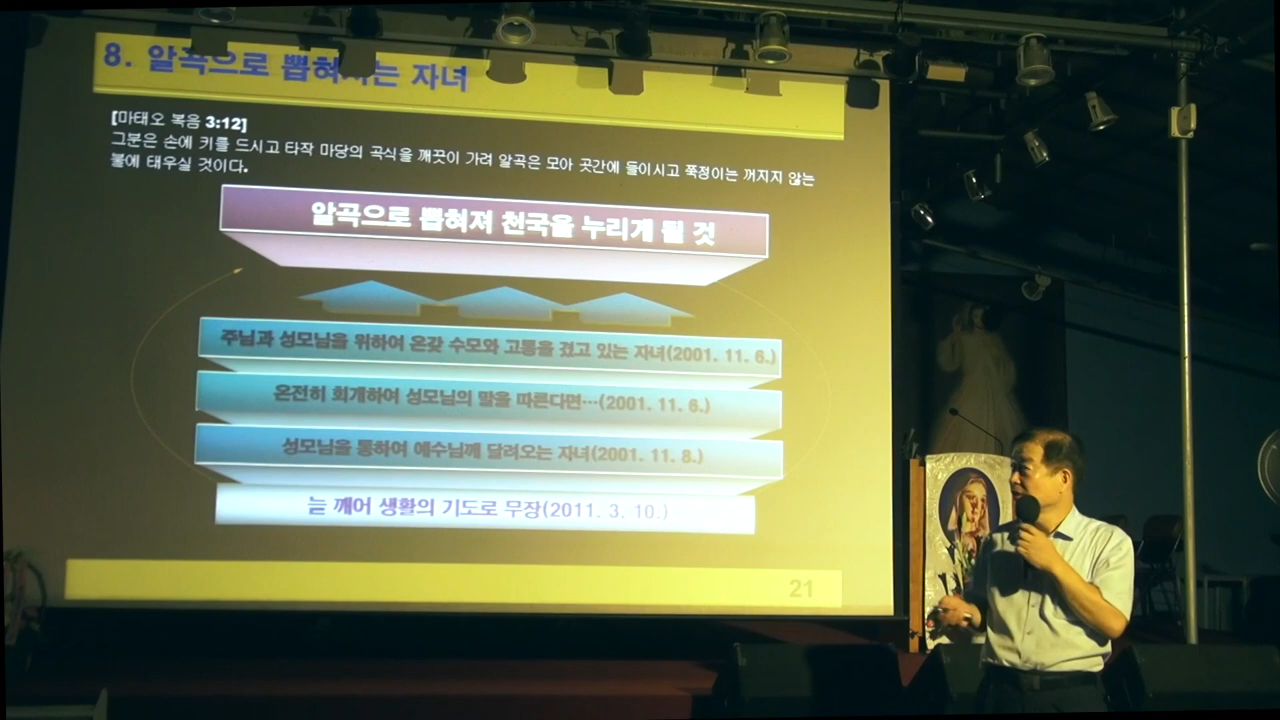 8. 알곡으로 뽑혀 는 자녀
[마태오 복음 3:12]
그분은 손에 키를 드시고 타작 마당의 곡식을 깨끗이 가려 알곡은 모아 곳간에 들이시고 쭉정이는 꺼지지 않는
불에 태우실 것이다.
알곡으로 뽑혀져 천국을 누리게 될 것
주님과 성모님을 위하여 온갖 수모와 고통을 겪고 있는 자녀(2001. 11. 6.)
온전히 회개하여 성모님의 말을 따른다면…(2001. 11. 6.)
성모님을 통하여 예수님께 달려오는 자녀(2001. 11. 8.)
늘 깨어 생활의 기도로 무장(2011. 3. 10.)
21